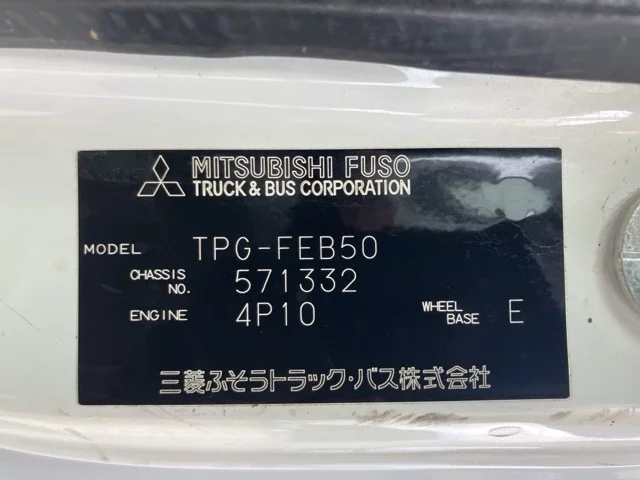 MITSUBISHI FUSO
TRUCK & BUS CORPORATION
MODEL TPG-FEB50
CHASSIS NO. 571332
ENGINE 4P10 WHEEL BASE E
三菱ふそうトラック・バス株式会社